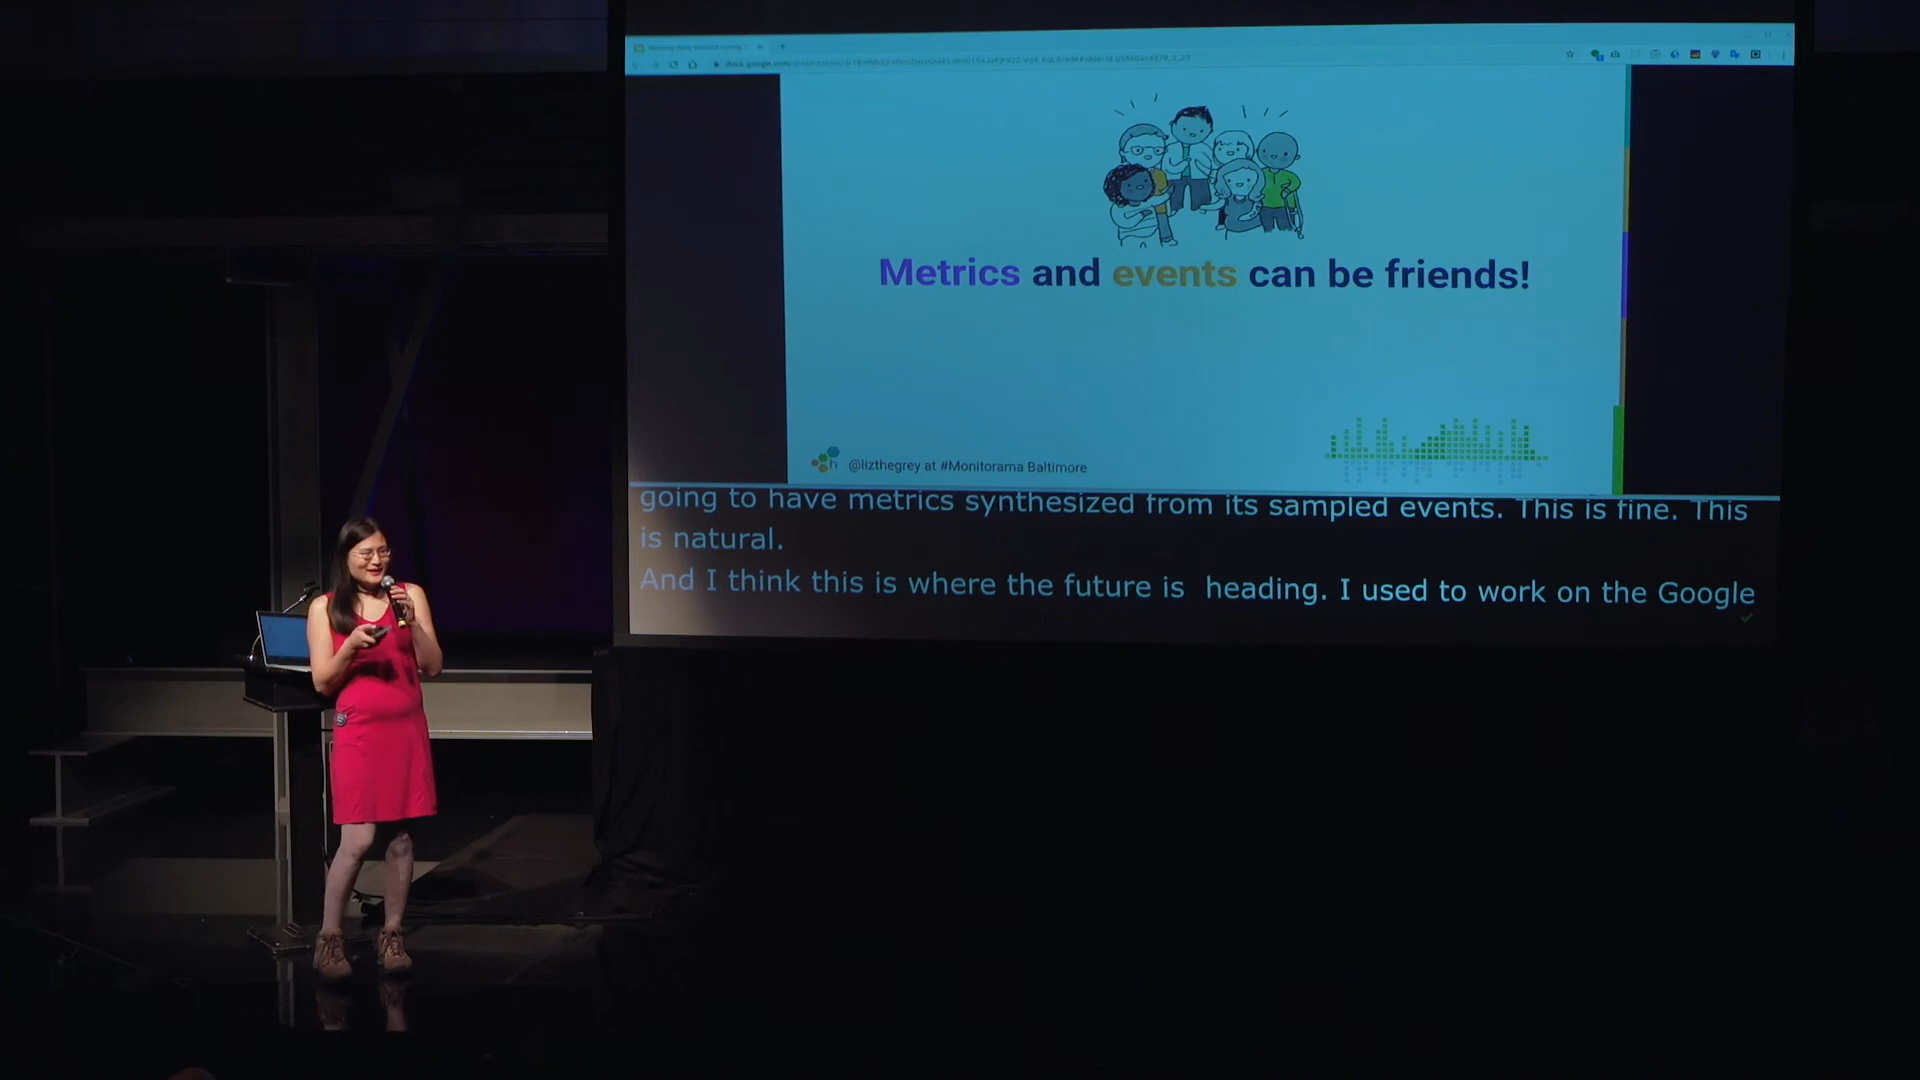 Metrics and events can be friends!
@lizthegrey at #Monitorama Baltimore
going to have metrics synthesized from its sampled events. This is fine. This
is natural.
And I think this is where the future is heading. I used to work on the Google